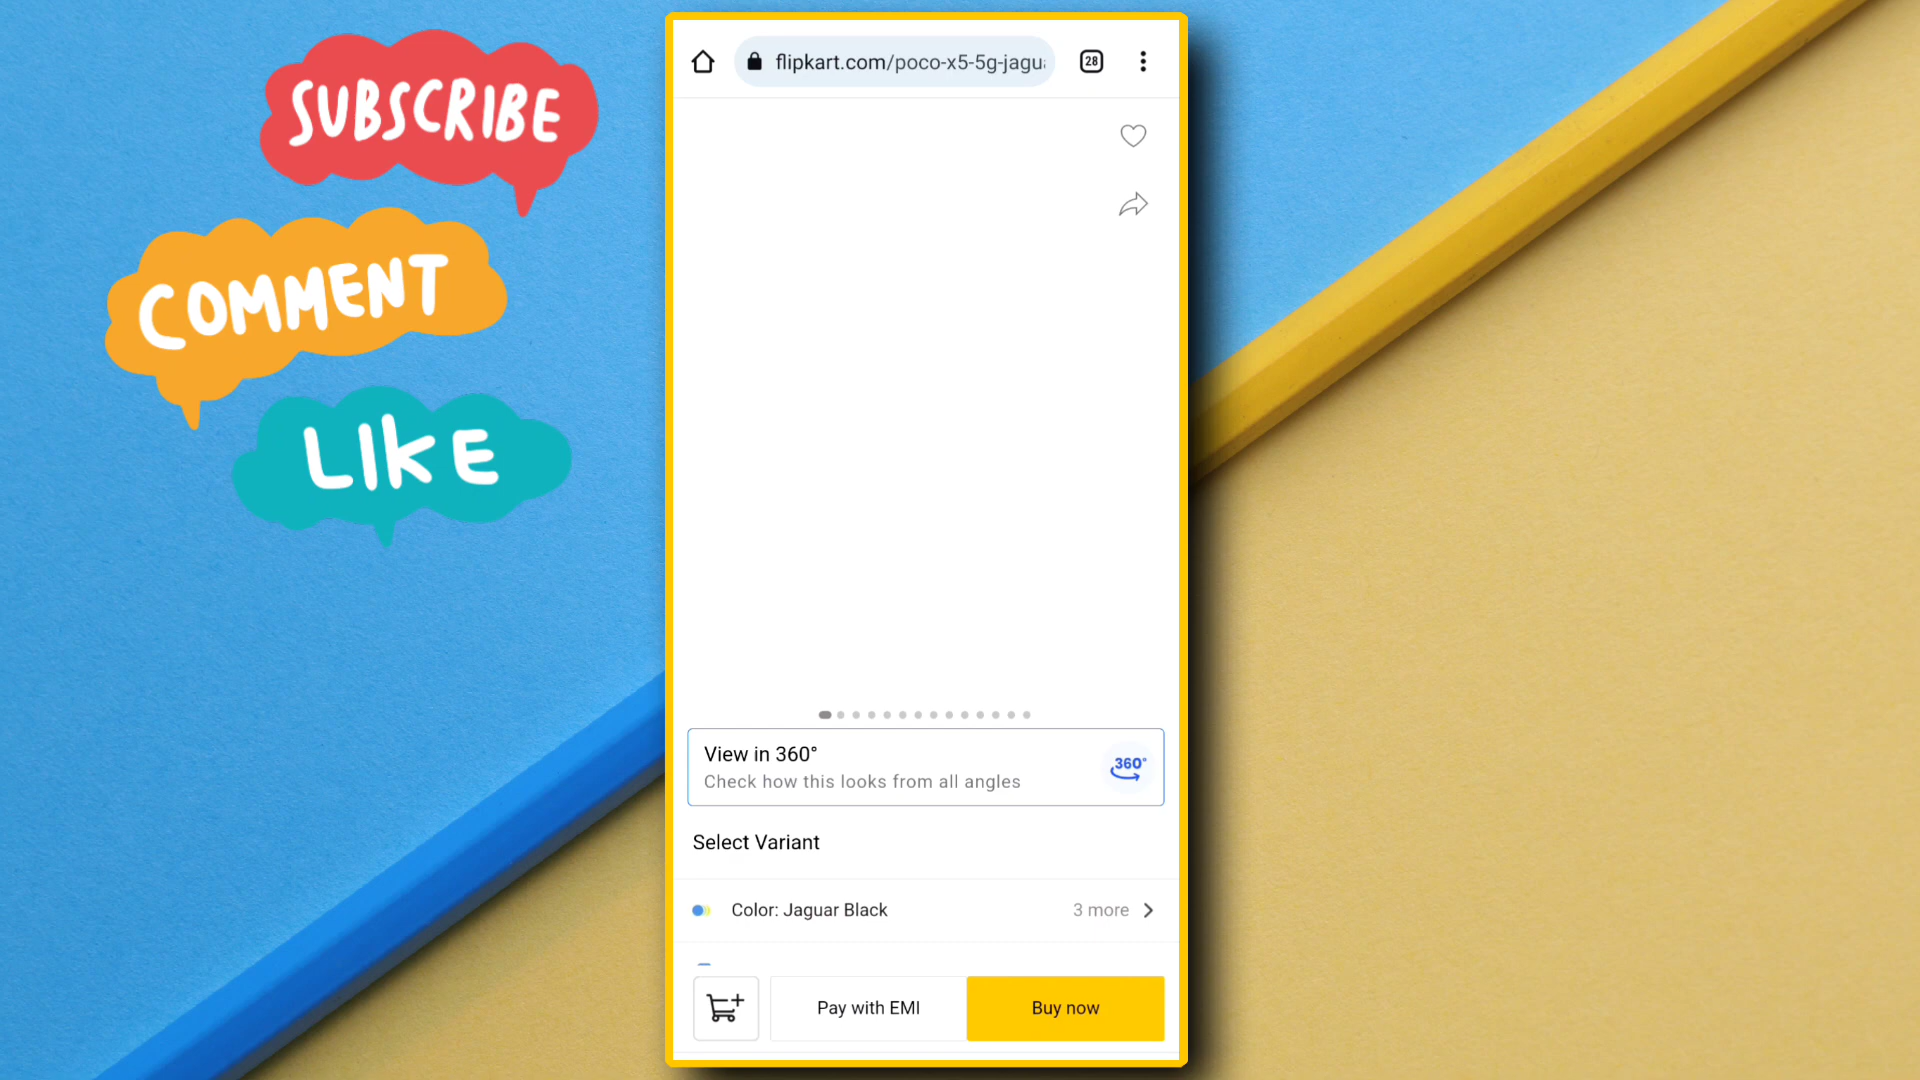 SUBSCRIBE
COMMENT
LIKE
flipkart.com/poco-x5-5g-jagu
28
View in 360°
Check how this looks from all angles
360°
Select Variant
Color: Jaguar Black
3 more
Pay with EMI
Buy now